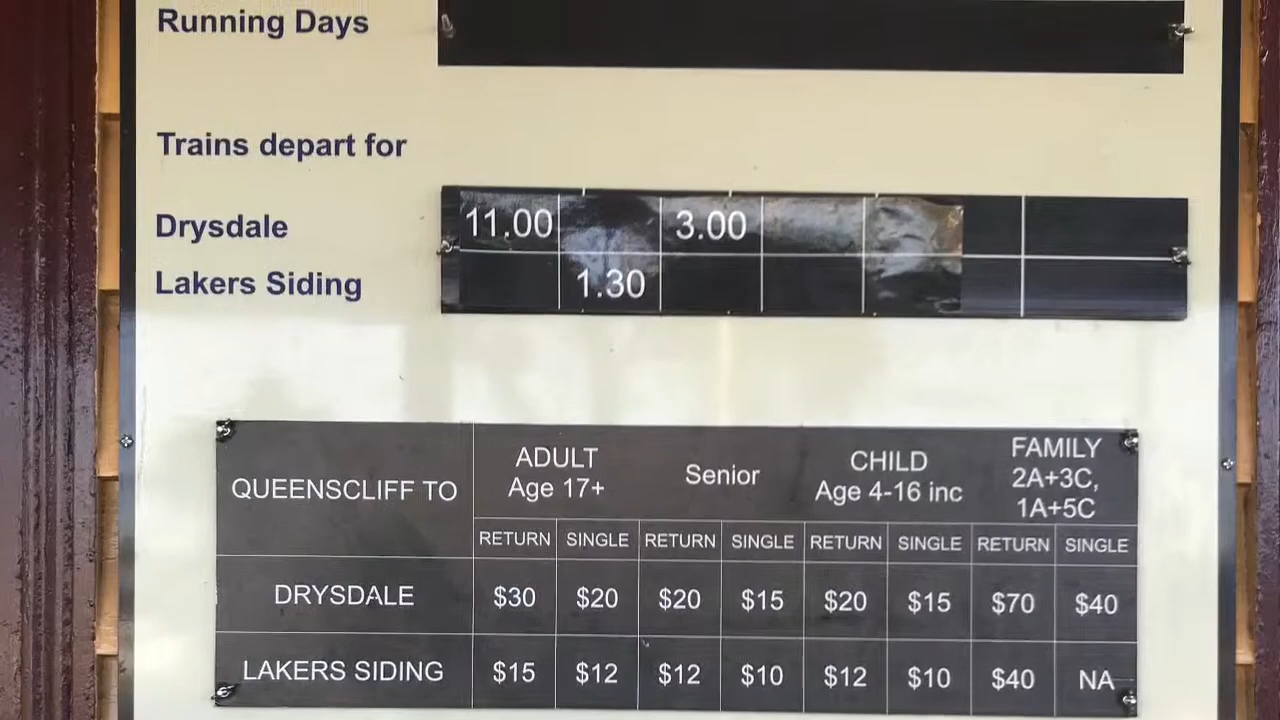 Running Days
Trains depart for
Drysdale 11.00 3.00
Lakers Siding 1.30
QUEENSCLIFF TO
ADULT
Age 17+
Senior
CHILD
Age 4-16 inc
FAMILY
2A+3C,
1A+5C
RETURN SINGLE RETURN SINGLE RETURN SINGLE RETURN SINGLE
DRYSDALE $30 $20 $20 $15 $20 $15 $70 $40
LAKERS SIDING $15 $12 $12 $10 $12 $10 $40 NA